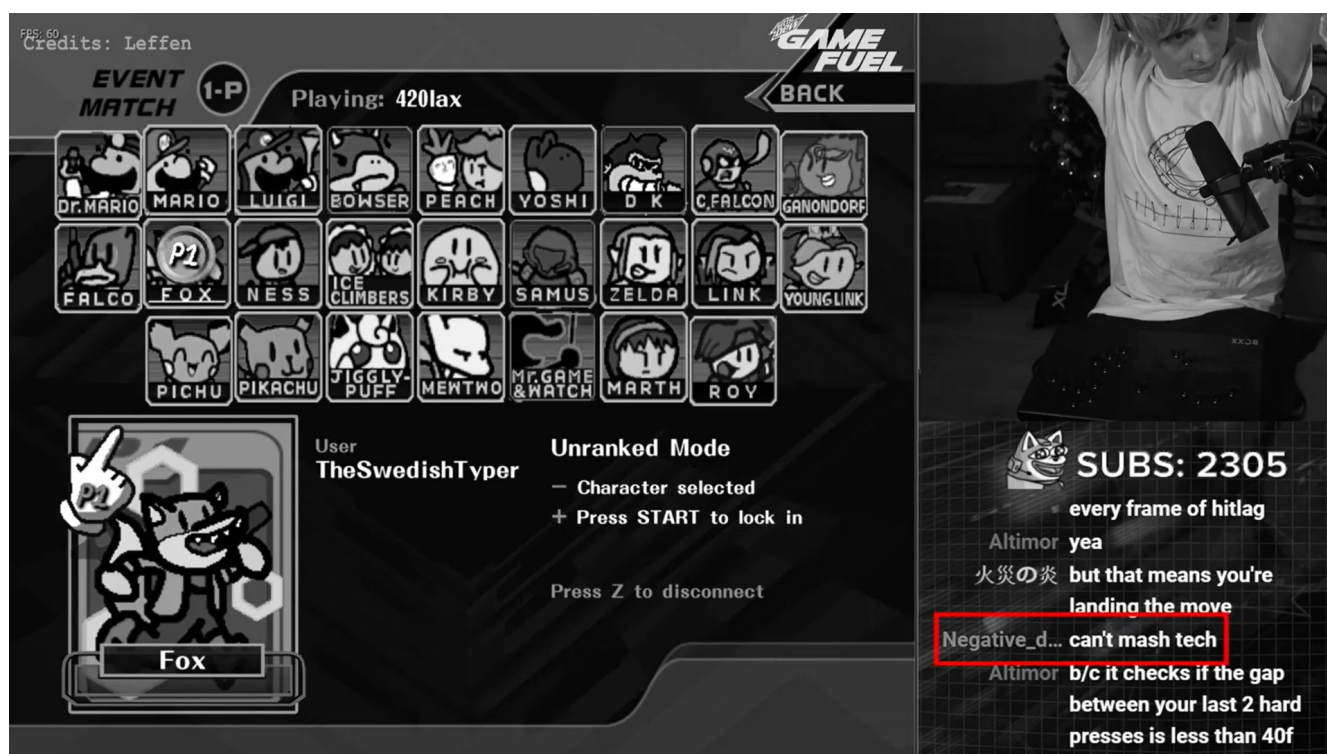 FPS: 60
Credits: Leffen
EVENT
MATCH
1-P
Playing: 420lax
GAME
FUEL
BACK
Dr.MARIO
MARIO
LUIGI
BOWSER
PEACH
YOSHI
D K
C.FALCON
GANONDORF
FALCO
P1
FOX
NESS
ICE
CLIMBERS
KIRBY
SAMUS
ZELDA
LINK
YOUNG LINK
PICHU
PIKACHU
JIGGLY-
PUFF
MEWTWO
Mr.GAME
&WATCH
MARTH
ROY
P1
User
TheSwedishTyper
Unranked Mode
- Character selected
+ Press START to lock in
Press Z to disconnect
Fox
SUBS: 2305
every frame of hitlag
Altimor yea
火災の炎 but that means you're
landing the move
Negative_d... can't mash tech
Altimor b/c it checks if the gap
between your last 2 hard
presses is less than 40f